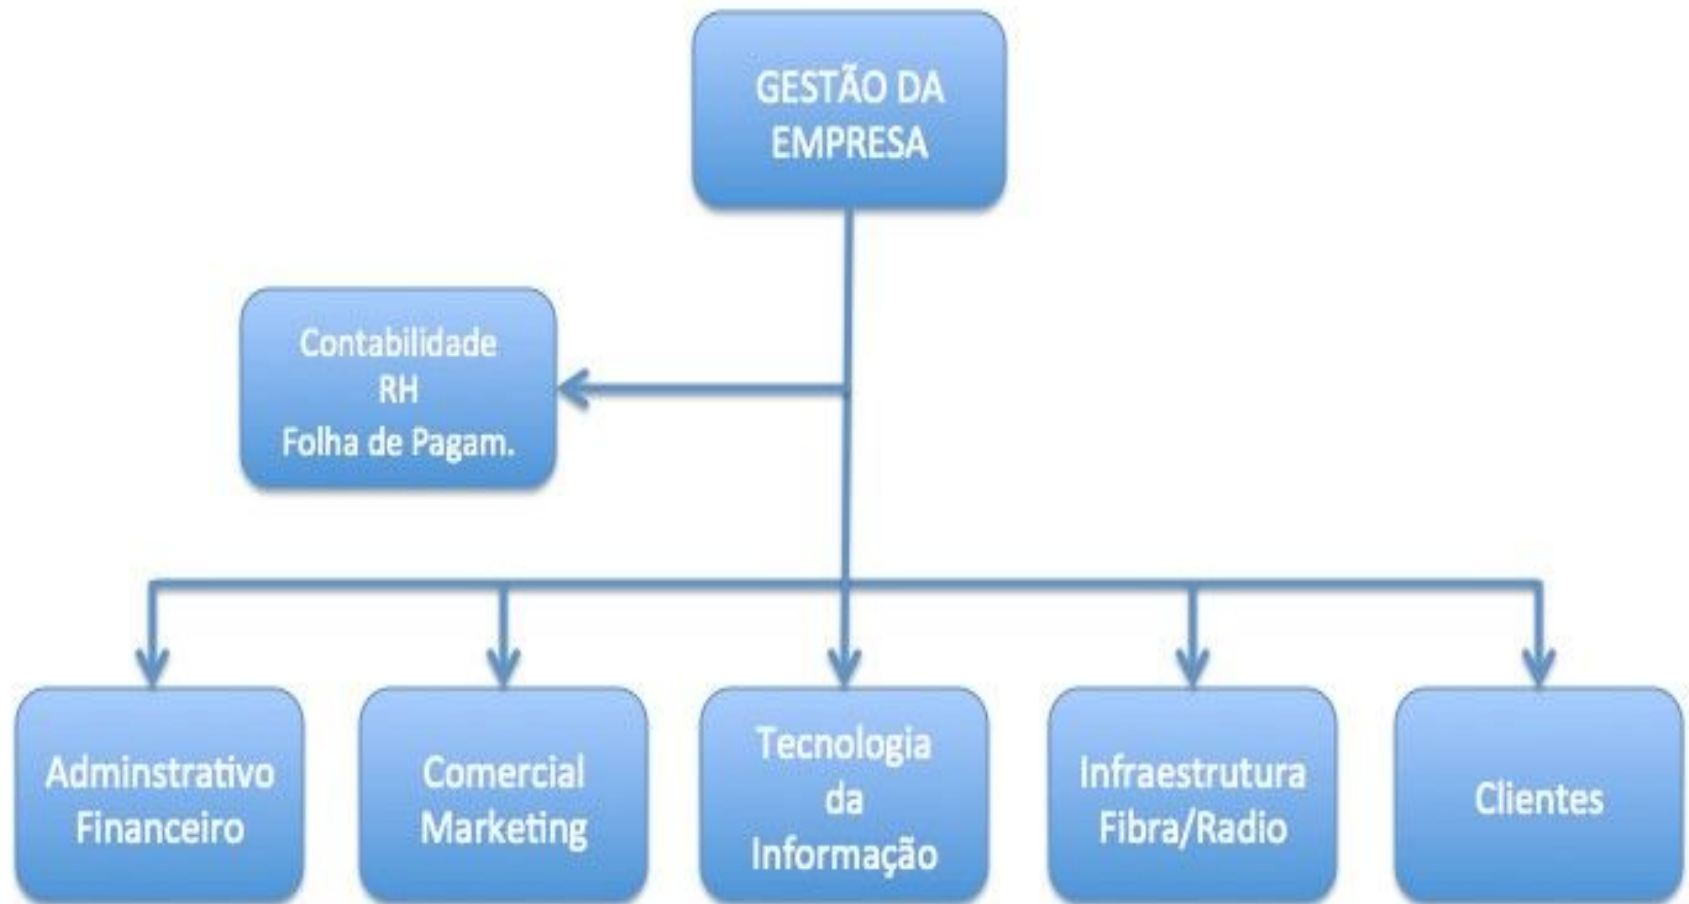 GESTÃO DA
EMPRESA
Contabilidade
RH
Folha de Pagam.
Adminstrativo
Financeiro
Comercial
Marketing
Tecnologia
da
Informação
Infraestrutura
Fibra/Radio
Clientes